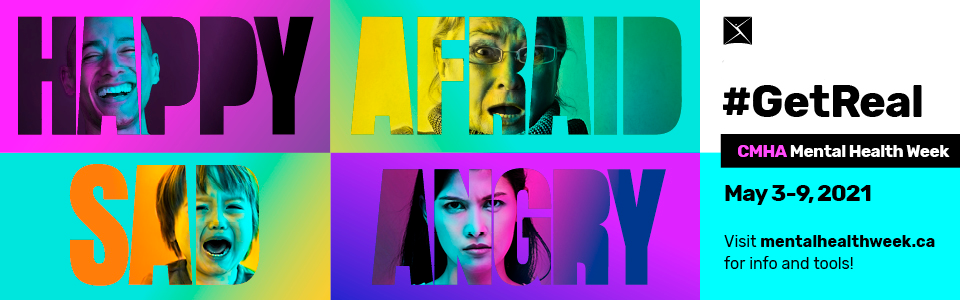 HAPPY
AFRAID
SAD
ANGRY
#GetReal
CMHA Mental Health Week
May 3-9, 2021
Visit mentalhealthweek.ca
for info and tools!